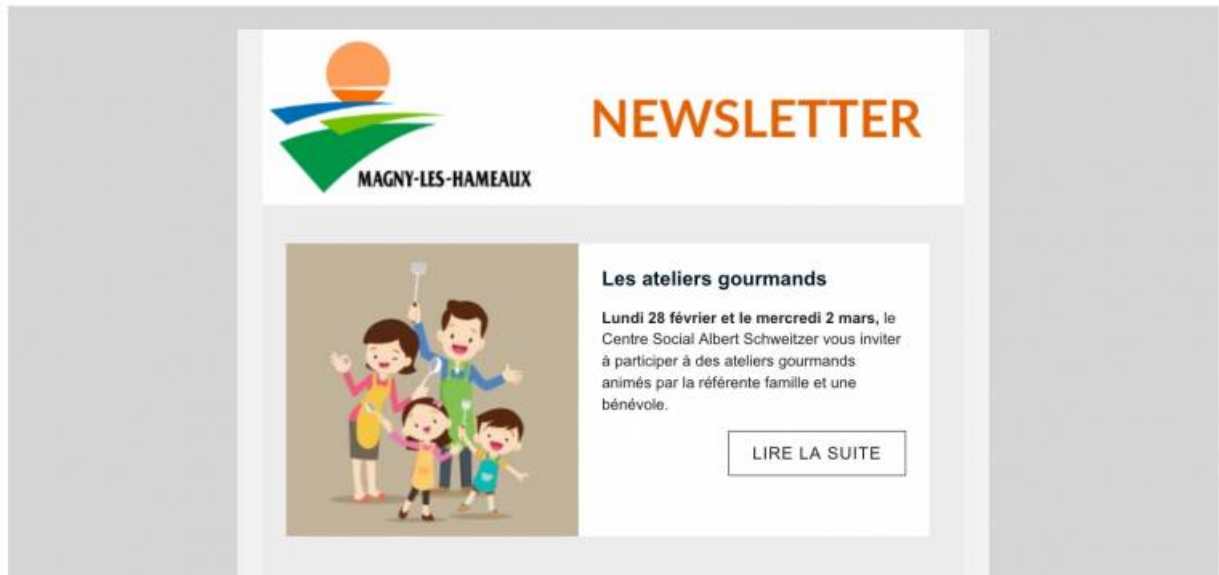 MAGNY-LES-HAMEAUX
NEWSLETTER
Les ateliers gourmands
Lundi 28 février et le mercredi 2 mars, le
Centre Social Albert Schweitzer vous inviter
à participer à des ateliers gourmands
animés par la référente famille et une
bénévole.
LIRE LA SUITE